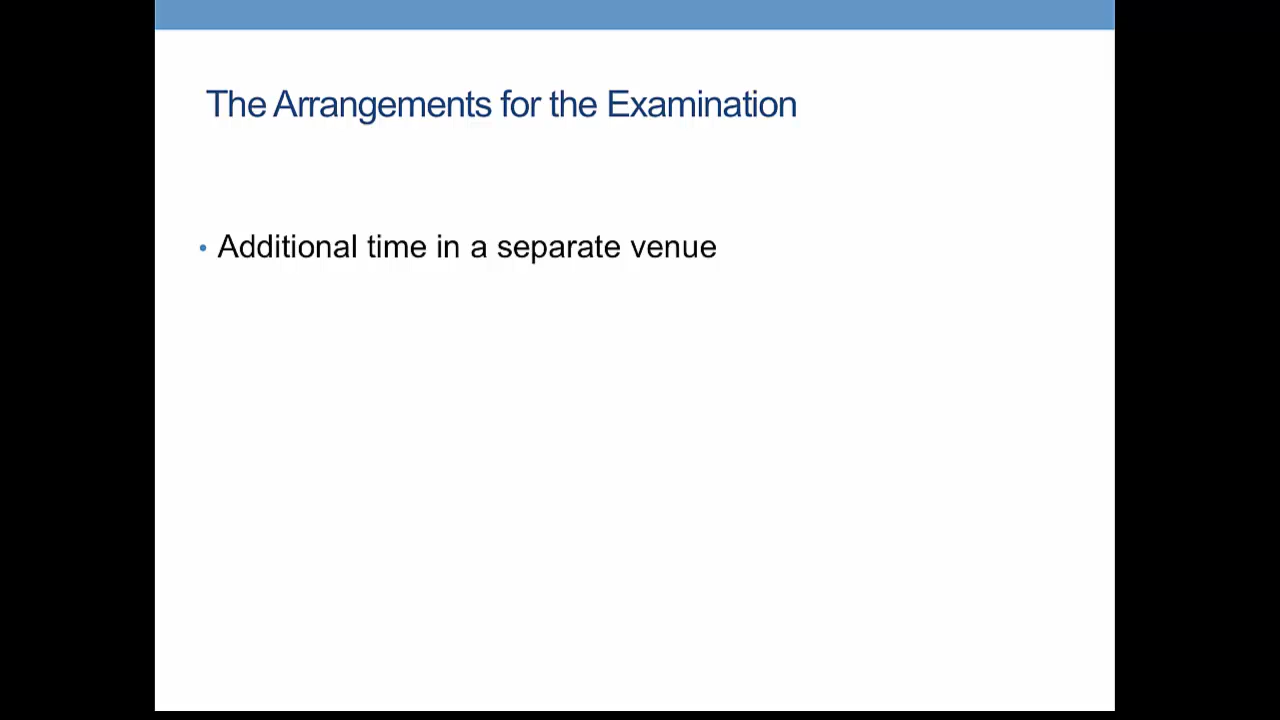 The Arrangements for the Examination
• Additional time in a separate venue